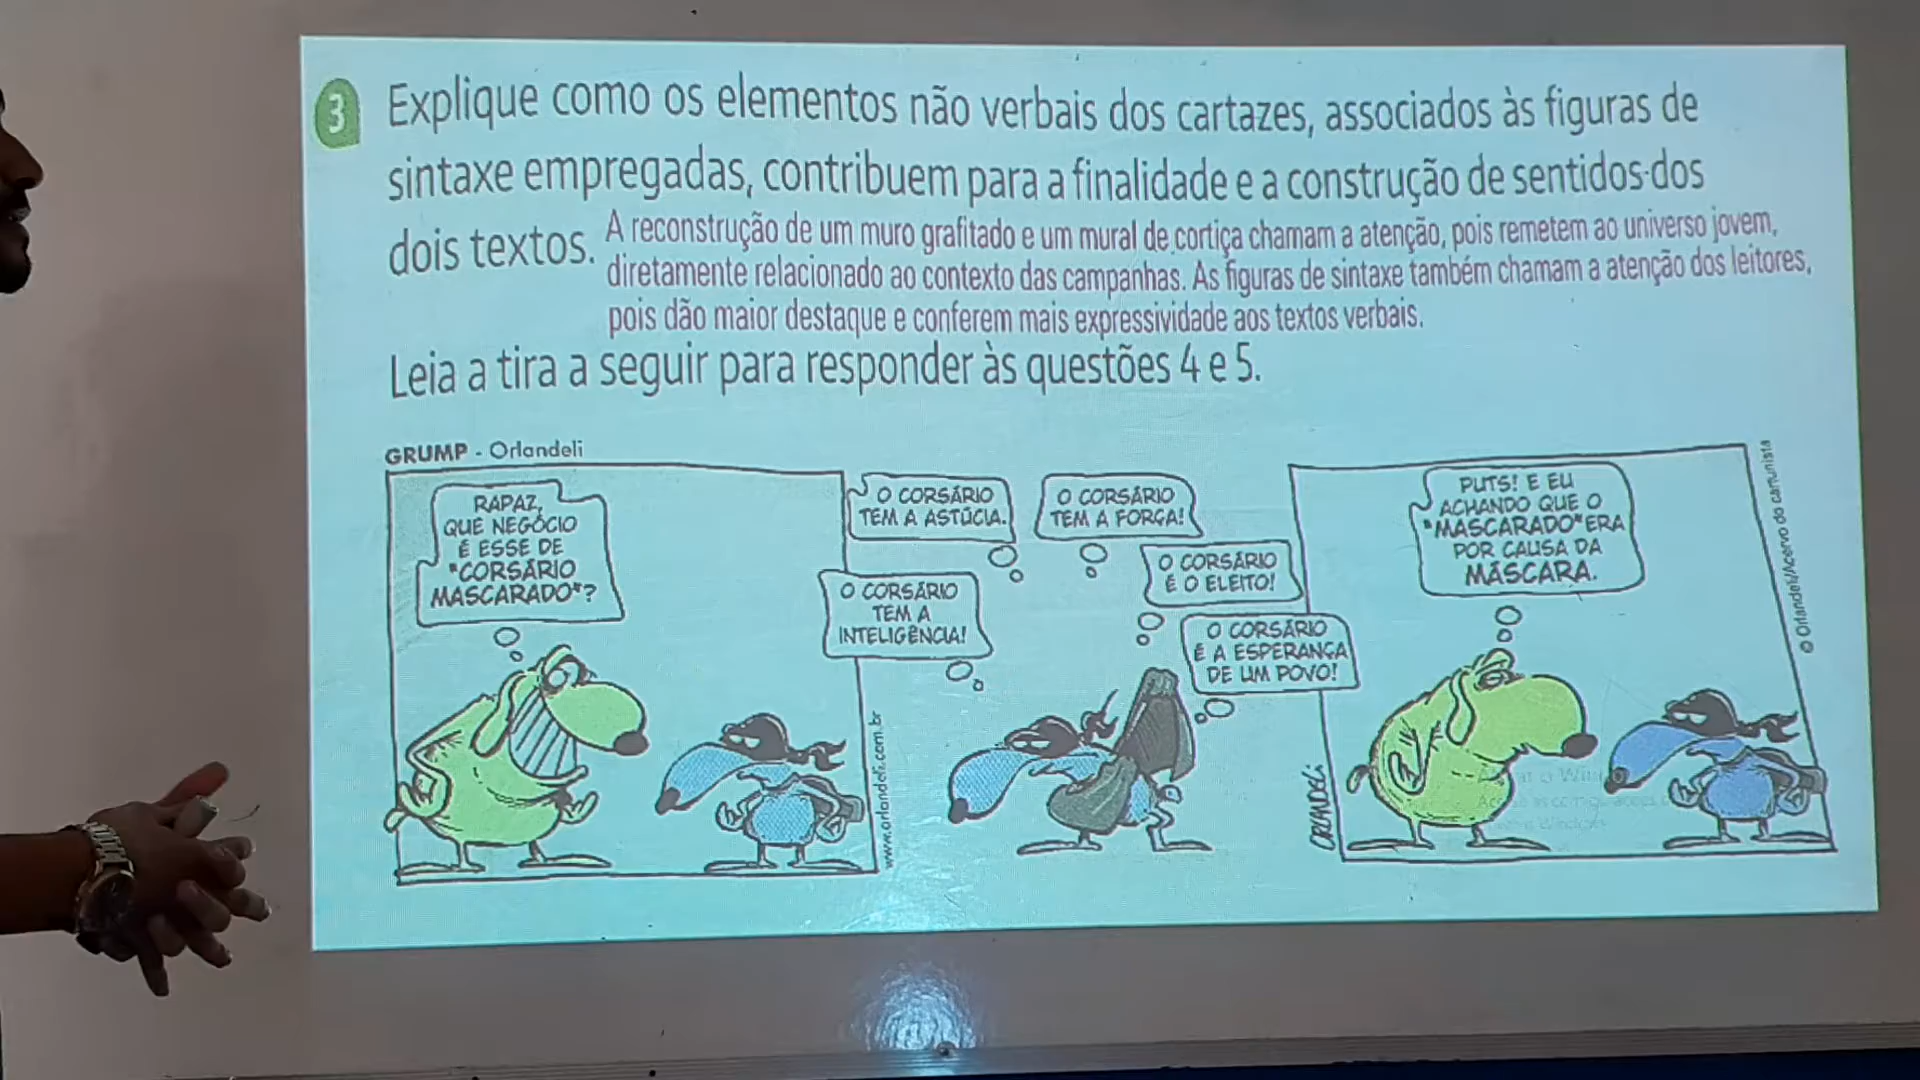 3 Explique como os elementos não verbais dos cartazes, associados às figuras de
sintaxe empregadas, contribuem para a finalidade e a construção de sentidos dos
dois textos.
A reconstrução de um muro grafitado e um mural de cortiça chamam a atenção, pois remetem ao universo jovem,
diretamente relacionado ao contexto das campanhas. As figuras de sintaxe também chamam a atenção dos leitores,
pois dão maior destaque e conferem mais expressividade aos textos verbais.
Leia a tira a seguir para responder às questões 4 e 5.
GRUMP - Orlandeli
RAPAZ,
QUE NEGÓCIO
É ESSE DE
"CORSÁRIO
MASCARADO"?
O CORSÁRIO
TEM A ASTÚCIA.
O CORSÁRIO
TEM A FORÇA!
O CORSÁRIO
TEM A
INTELIGÊNCIA!
O CORSÁRIO
É O ELEITO!
O CORSÁRIO
É A ESPERANÇA
DE UM POVO!
PUTS! E EU
ACHANDO QUE O
"MASCARADO" ERA
POR CAUSA DA
MÁSCARA.
www.orlandeli.com.br
ORLANDELI
© Orlandeli/Acervo do cartunista